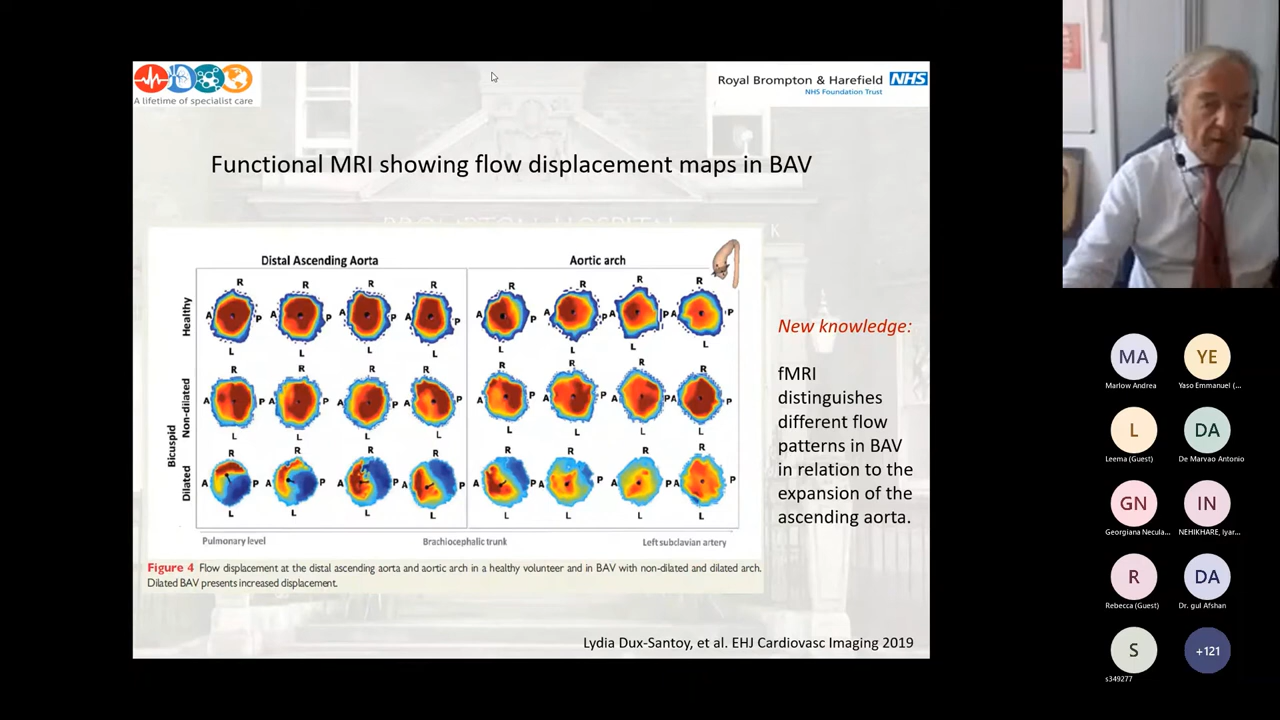 A lifetime of specialist care
Royal Brompton & Harefield NHS
NHS Foundation Trust
Functional MRI showing flow displacement maps in BAV
BROMPTON HOSPITAL
K
Distal Ascending Aorta
Aortic arch
Healthy
R R R R R R R R
A P A P A P A P A P A P A P A P
L L L L L L L L
Bicuspid
Non-dilated
R R R R R R R R
A P A P A P A P A P A P A P A P
L L L L L L L L
Dilated
R R R R R R R R
A P A P A P A P A P A P A P A P
L L L L L L L L
Pulmonary level
Brachiocephalic trunk
Left subclavian artery
Figure 4 Flow displacement at the distal ascending aorta and aortic arch in a healthy volunteer and in BAV with non-dilated and dilated arch.
Dilated BAV presents increased displacement.
New knowledge:
fMRI
distinguishes
different flow
patterns in BAV
in relation to the
expansion of the
ascending aorta.
Lydia Dux-Santoy, et al. EHJ Cardiovasc Imaging 2019
MA
Marlow Andrea
YE
Yaso Emmanuel (...
L
Leema (Guest)
DA
De Marvao Antonio
GN
Georgiana Necula...
IN
NEHIKHARE, Iyar...
R
Rebecca (Guest)
DA
Dr. gul Afshan
S
s349277
+121